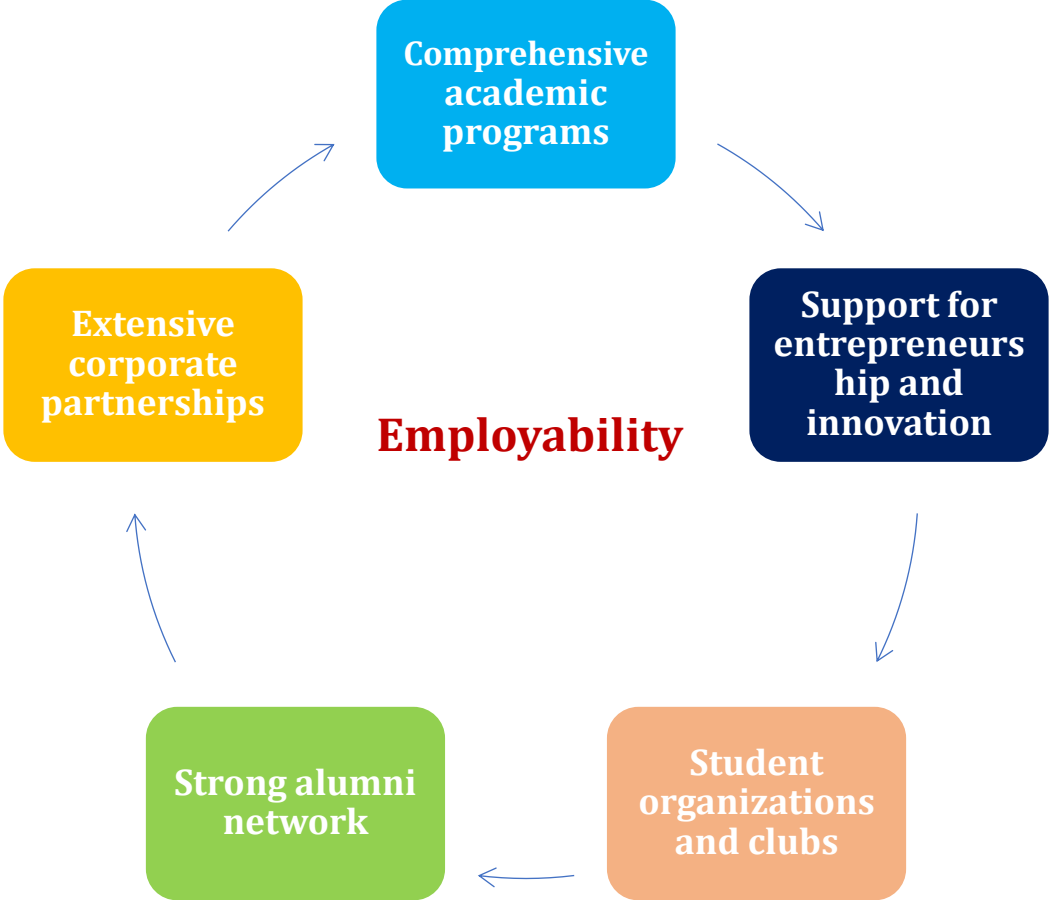 Comprehensive
academic
programs
Support for
entrepreneurs
hip and
innovation
Student
organizations
and clubs
Strong alumni
network
Extensive
corporate
partnerships
Employability